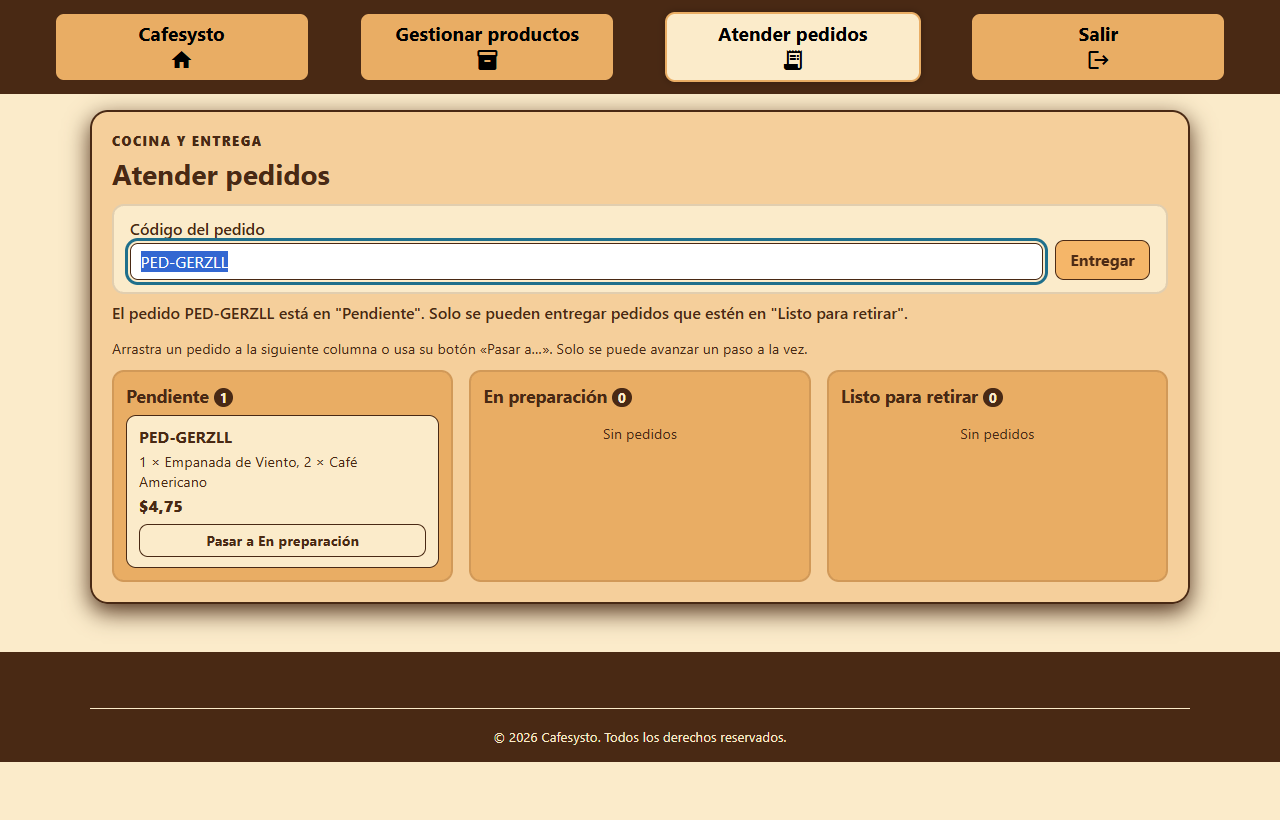 Cafesysto
Gestionar productos
Atender pedidos
Salir
COCINA Y ENTREGA
Atender pedidos
Código del pedido
PED-GERZLL
Entregar
El pedido PED-GERZLL está en "Pendiente". Solo se pueden entregar pedidos que estén en "Listo para retirar".
Arrastra un pedido a la siguiente columna o usa su botón «Pasar a…». Solo se puede avanzar un paso a la vez.
Pendiente 1
PED-GERZLL
1 × Empanada de Viento, 2 × Café
Americano
$4,75
Pasar a En preparación
En preparación 0
Sin pedidos
Listo para retirar 0
Sin pedidos
© 2026 Cafesysto. Todos los derechos reservados.